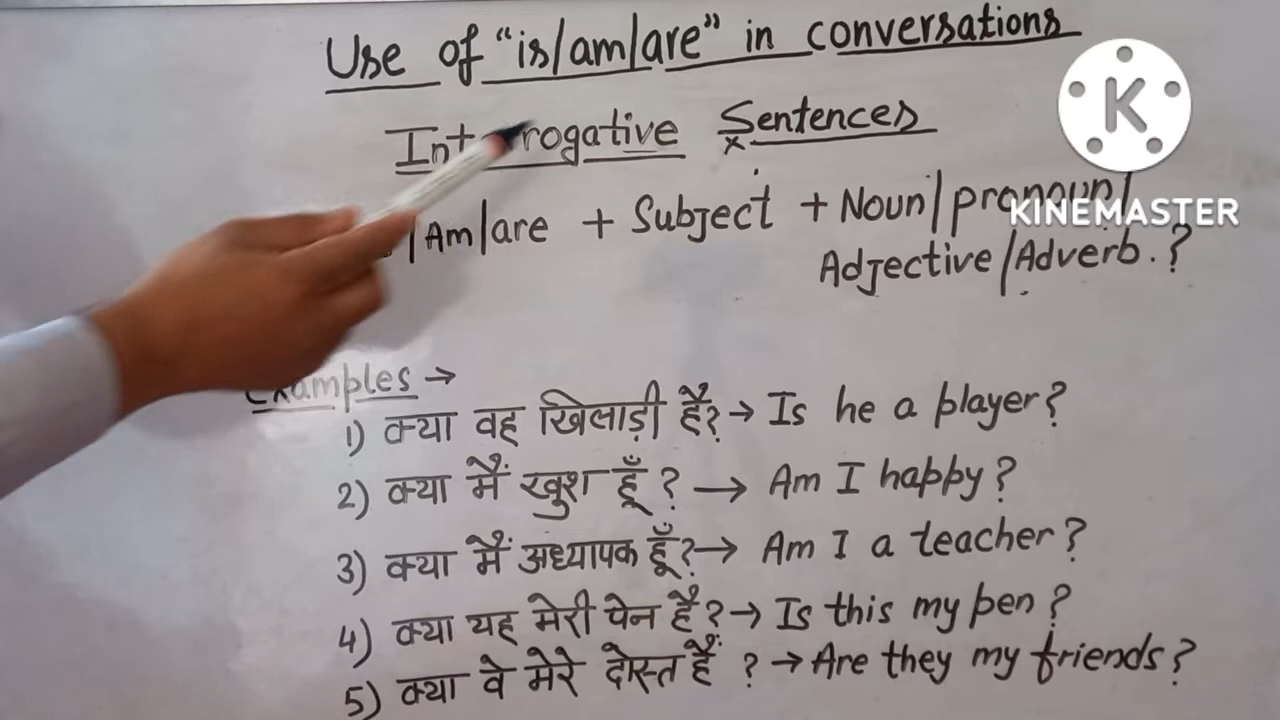 Use of "is/am/are" in conversations
Interrogative Sentences
/Am/are + Subject + Noun/pronoun/
Adjective/Adverb.?
K
KINEMASTER
Examples →
1) क्या वह खिलाड़ी है? → Is he a player?
2) क्या मैं खुश हूँ? → Am I happy?
3) क्या मैं अध्यापक हूँ? → Am I a teacher?
4) क्या यह मेरी पेन है? → Is this my pen?
5) क्या वे मेरे दोस्त हैं ? → Are they my friends?